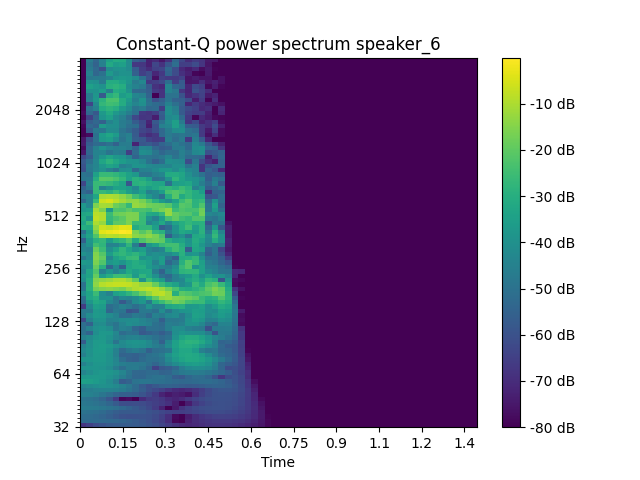 Constant-Q power spectrum speaker_6
Hz
2048
1024
512
256
128
64
32
0
0.15
0.3
0.45
0.6
0.75
0.9
1.1
1.2
1.4
Time
-10 dB
-20 dB
-30 dB
-40 dB
-50 dB
-60 dB
-70 dB
-80 dB